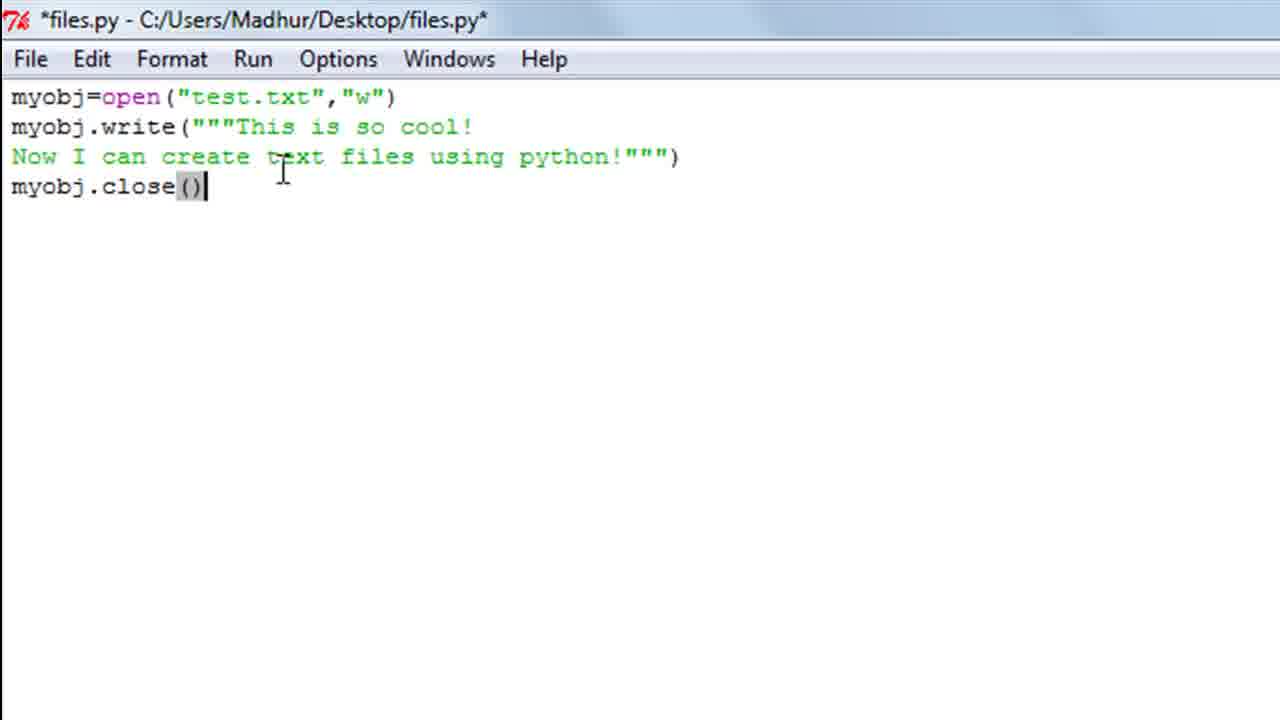 *files.py - C:/Users/Madhur/Desktop/files.py*
File Edit Format Run Options Windows Help
myobj=open("test.txt","w")
myobj.write("""This is so cool!
Now I can create text files using python!""")
myobj.close()